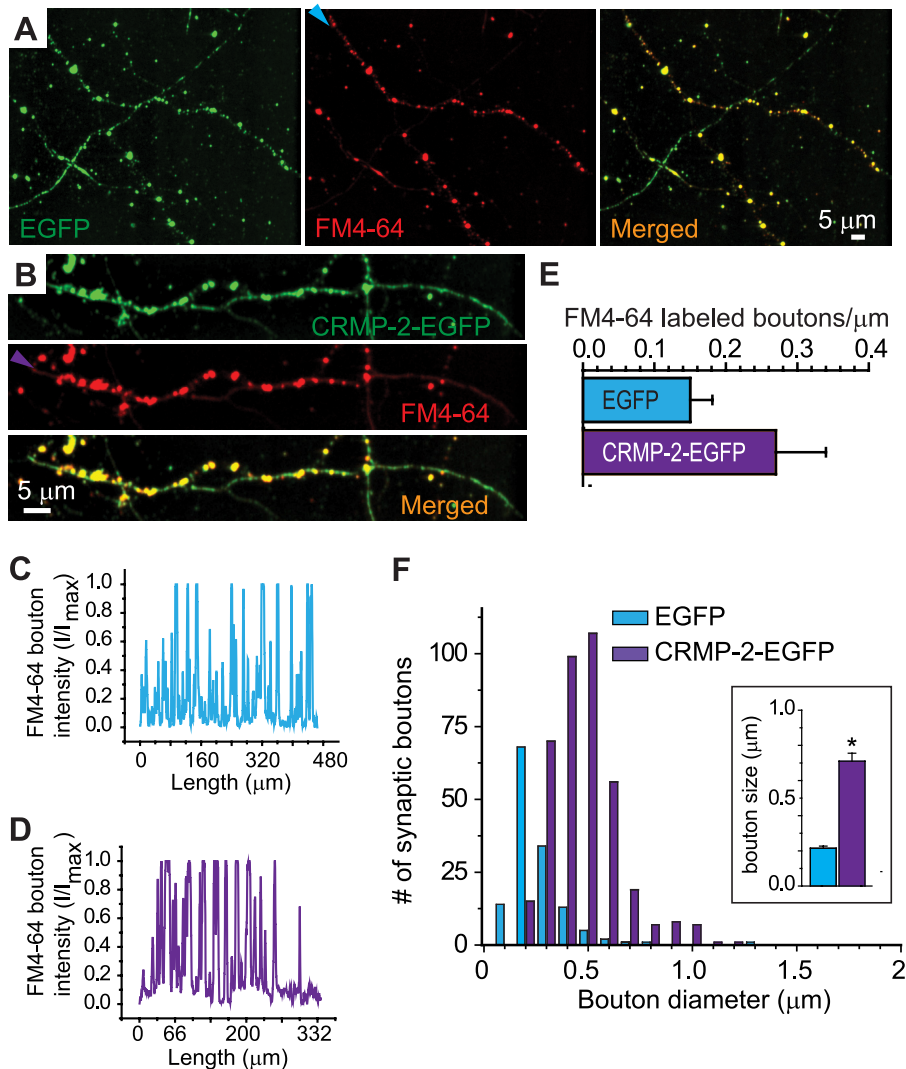 A
EGFP
FM4-64
Merged
5 μm
B
CRMP-2-EGFP
FM4-64
Merged
5 μm
E
FM4-64 labeled boutons/μm
0.0 0.1 0.2 0.3 0.4
EGFP
CRMP-2-EGFP
C
FM4-64 bouton
intensity (I/Imax)
1.0
0.8
0.6
0.4
0.2
0.0
0 160 320 480
Length (μm)
D
FM4-64 bouton
intensity (I/Imax)
1.0
0.8
0.6
0.4
0.2
0.0
0 66 200 332
Length (μm)
F
EGFP
CRMP-2-EGFP
# of synaptic boutons
100
75
50
25
0
0 0.5 1.0 1.5 2
Bouton diameter (μm)
bouton size (μm)
1.0
0.5
0.0
*